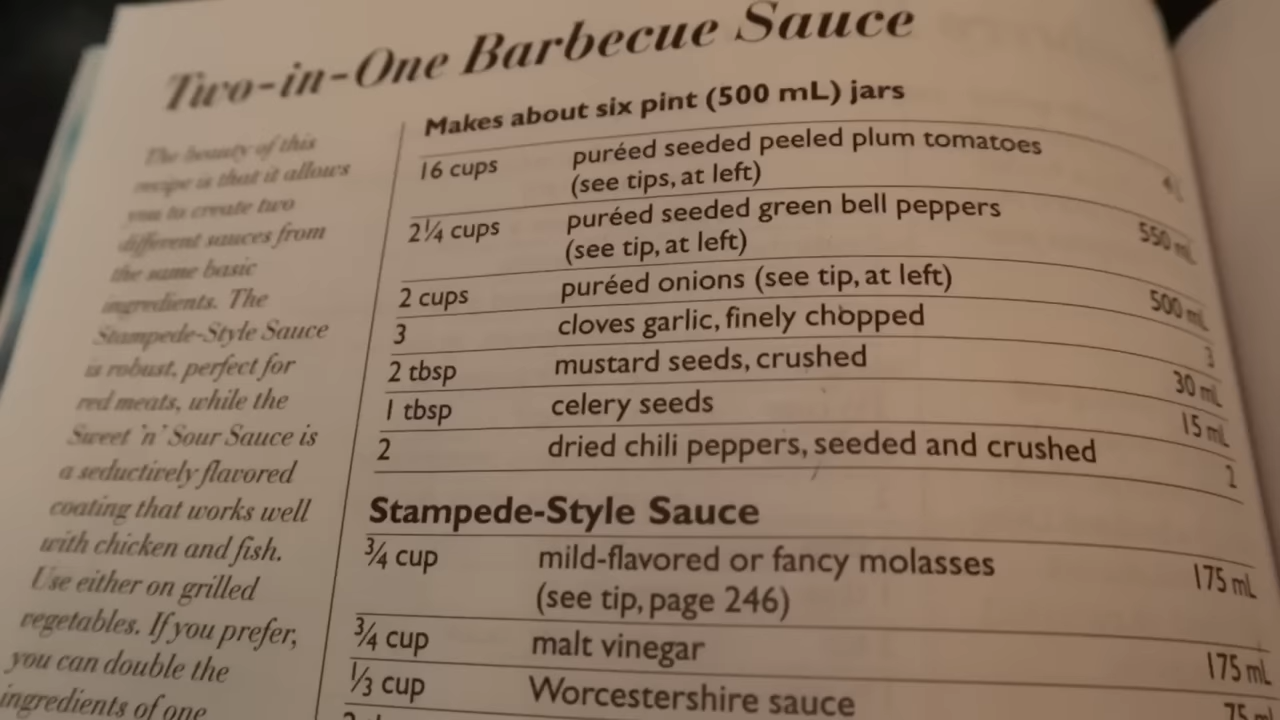 Two-in-One Barbecue Sauce
The beauty of this
recipe is that it allows
you to create two
different sauces from
the same basic
ingredients. The
Stampede-Style Sauce
is robust, perfect for
red meats, while the
Sweet 'n' Sour Sauce is
a seductively flavored
coating that works well
with chicken and fish.
Use either on grilled
vegetables. If you prefer,
you can double the
ingredients of one
Makes about six pint (500 mL) jars
16 cups puréed seeded peeled plum tomatoes 4 L
(see tips, at left)
2¼ cups puréed seeded green bell peppers 550 mL
(see tip, at left)
2 cups puréed onions (see tip, at left) 500 mL
3 cloves garlic, finely chopped 3
2 tbsp mustard seeds, crushed 30 mL
1 tbsp celery seeds 15 mL
2 dried chili peppers, seeded and crushed 2
Stampede-Style Sauce
¾ cup mild-flavored or fancy molasses 175 mL
(see tip, page 246)
¾ cup malt vinegar 175 mL
⅓ cup Worcestershire sauce 75 mL